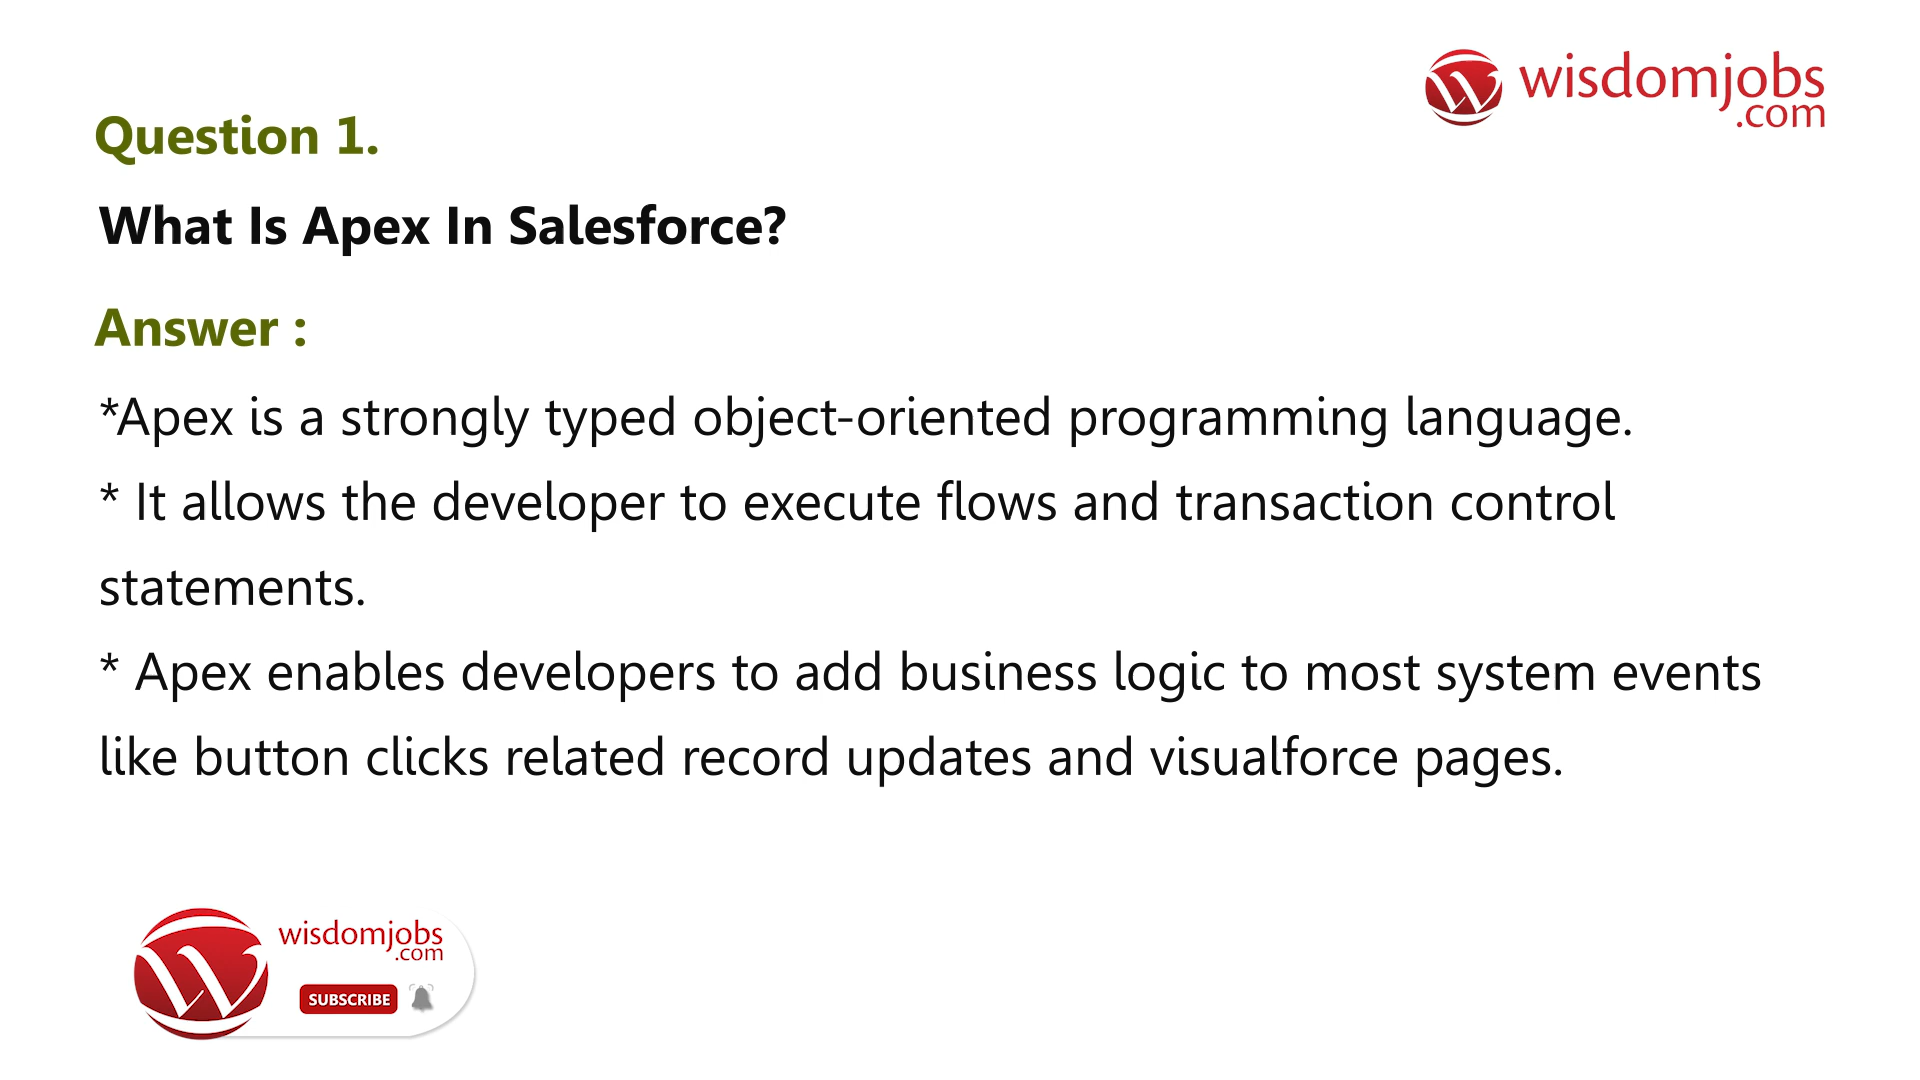 wisdomjobs
.com
Question 1.
What Is Apex In Salesforce?
Answer :
*Apex is a strongly typed object-oriented programming language.
* It allows the developer to execute flows and transaction control
statements.
* Apex enables developers to add business logic to most system events
like button clicks related record updates and visualforce pages.
wisdomjobs
.com
SUBSCRIBE